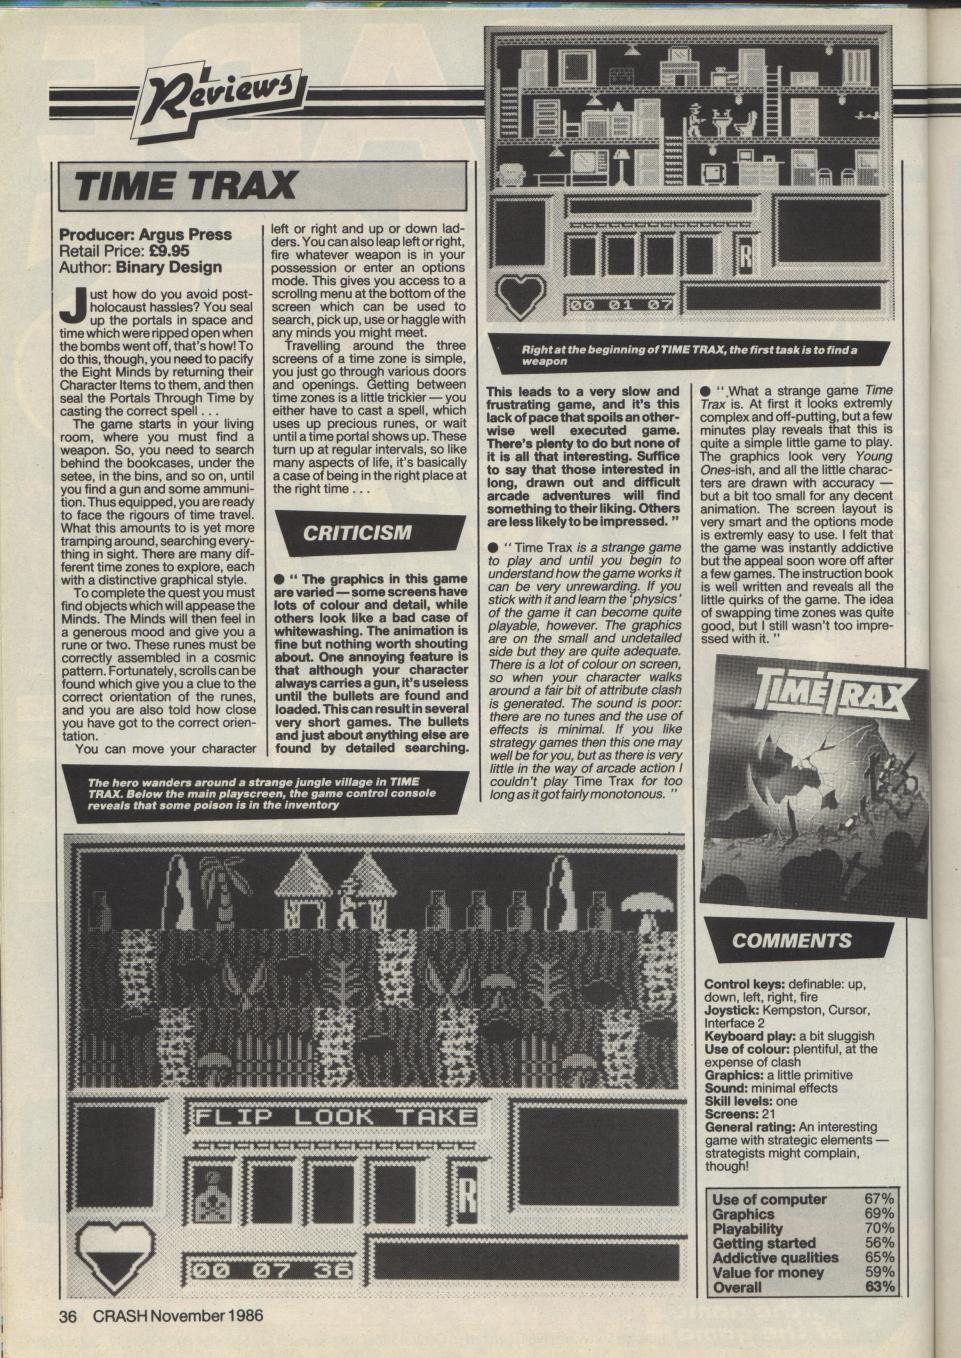 Reviews
TIME TRAX
Producer: Argus Press
Retail Price: £9.95
Author: Binary Design
Just how do you avoid post-
holocaust hassles? You seal
up the portals in space and
time which were ripped open when
the bombs went off, that's how! To
do this, though, you need to pacify
the Eight Minds by returning their
Character Items to them, and then
seal the Portals Through Time by
casting the correct spell . . .
The game starts in your living
room, where you must find a
weapon. So, you need to search
behind the bookcases, under the
setee, in the bins, and so on, until
you find a gun and some ammuni-
tion. Thus equipped, you are ready
to face the rigours of time travel.
What this amounts to is yet more
tramping around, searching every-
thing in sight. There are many dif-
ferent time zones to explore, each
with a distinctive graphical style.
To complete the quest you must
find objects which will appease the
Minds. The Minds will then feel in
a generous mood and give you a
rune or two. These runes must be
correctly assembled in a cosmic
pattern. Fortunately, scrolls can be
found which give you a clue to the
correct orientation of the runes,
and you are also told how close
you have got to the correct orien-
tation.
You can move your character
left or right and up or down lad-
ders. You can also leap left or right,
fire whatever weapon is in your
possession or enter an options
mode. This gives you access to a
scrollng menu at the bottom of the
screen which can be used to
search, pick up, use or haggle with
any minds you might meet.
Travelling around the three
screens of a time zone is simple,
you just go through various doors
and openings. Getting between
time zones is a little trickier — you
either have to cast a spell, which
uses up precious runes, or wait
until a time portal shows up. These
turn up at regular intervals, so like
many aspects of life, it's basically
a case of being in the right place at
the right time . . .
CRITICISM
● " The graphics in this game
are varied — some screens have
lots of colour and detail, while
others look like a bad case of
whitewashing. The animation is
fine but nothing worth shouting
about. One annoying feature is
that although your character
always carries a gun, it's useless
until the bullets are found and
loaded. This can result in several
very short games. The bullets
and just about anything else are
found by detailed searching.
R
00 01 07
Right at the beginning of TIME TRAX, the first task is to find a
weapon
This leads to a very slow and
frustrating game, and it's this
lack of pace that spoils an other-
wise well executed game.
There's plenty to do but none of
it is all that interesting. Suffice
to say that those interested in
long, drawn out and difficult
arcade adventures will find
something to their liking. Others
are less likely to be impressed. "
● " Time Trax is a strange game
to play and until you begin to
understand how the game works it
can be very unrewarding. If you
stick with it and learn the 'physics'
of the game it can become quite
playable, however. The graphics
are on the small and undetailed
side but they are quite adequate.
There is a lot of colour on screen,
so when your character walks
around a fair bit of attribute clash
is generated. The sound is poor:
there are no tunes and the use of
effects is minimal. If you like
strategy games then this one may
well be for you, but as there is very
little in the way of arcade action I
couldn't play Time Trax for too
long as it got fairly monotonous. "
● " What a strange game Time
Trax is. At first it looks extremly
complex and off-putting, but a few
minutes play reveals that this is
quite a simple little game to play.
The graphics look very Young
Ones-ish, and all the little charac-
ters are drawn with accuracy —
but a bit too small for any decent
animation. The screen layout is
very smart and the options mode
is extremly easy to use. I felt that
the game was instantly addictive
but the appeal soon wore off after
a few games. The instruction book
is well written and reveals all the
little quirks of the game. The idea
of swapping time zones was quite
good, but I still wasn't too impre-
ssed with it. "
TIME TRAX
The hero wanders around a strange jungle village in TIME
TRAX. Below the main playscreen, the game control console
reveals that some poison is in the inventory
FLIP LOOK TAKE
R
00 07 36
COMMENTS
Control keys: definable: up,
down, left, right, fire
Joystick: Kempston, Cursor,
Interface 2
Keyboard play: a bit sluggish
Use of colour: plentiful, at the
expense of clash
Graphics: a little primitive
Sound: minimal effects
Skill levels: one
Screens: 21
General rating: An interesting
game with strategic elements —
strategists might complain,
though!
Use of computer 67%
Graphics 69%
Playability 70%
Getting started 56%
Addictive qualities 65%
Value for money 59%
Overall 63%
36 CRASH November 1986